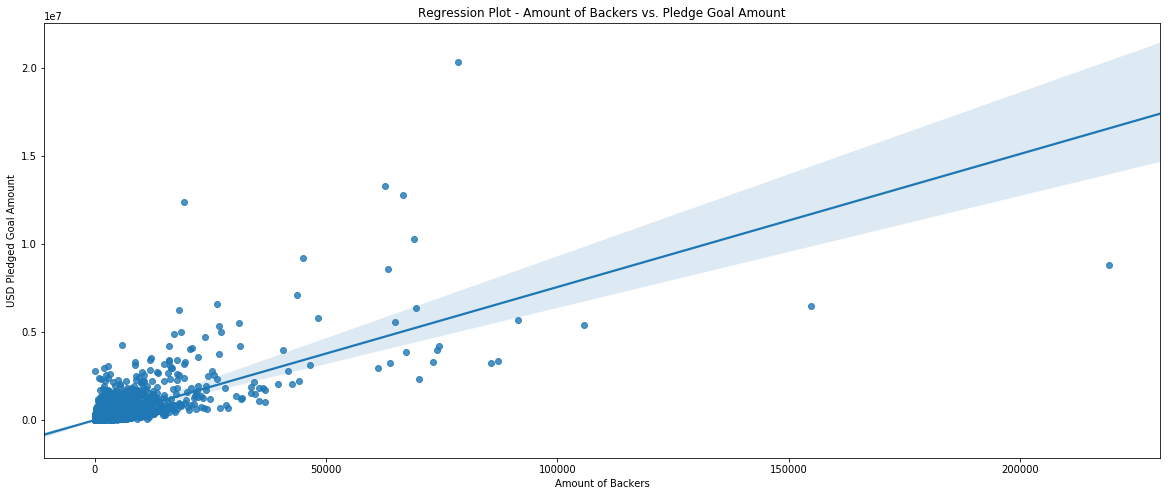 Regression Plot - Amount of Backers vs. Pledge Goal Amount
1e7
2.0
1.5
1.0
0.5
0.0
USD Pledged Goal Amount
0 50000 100000 150000 200000
Amount of Backers